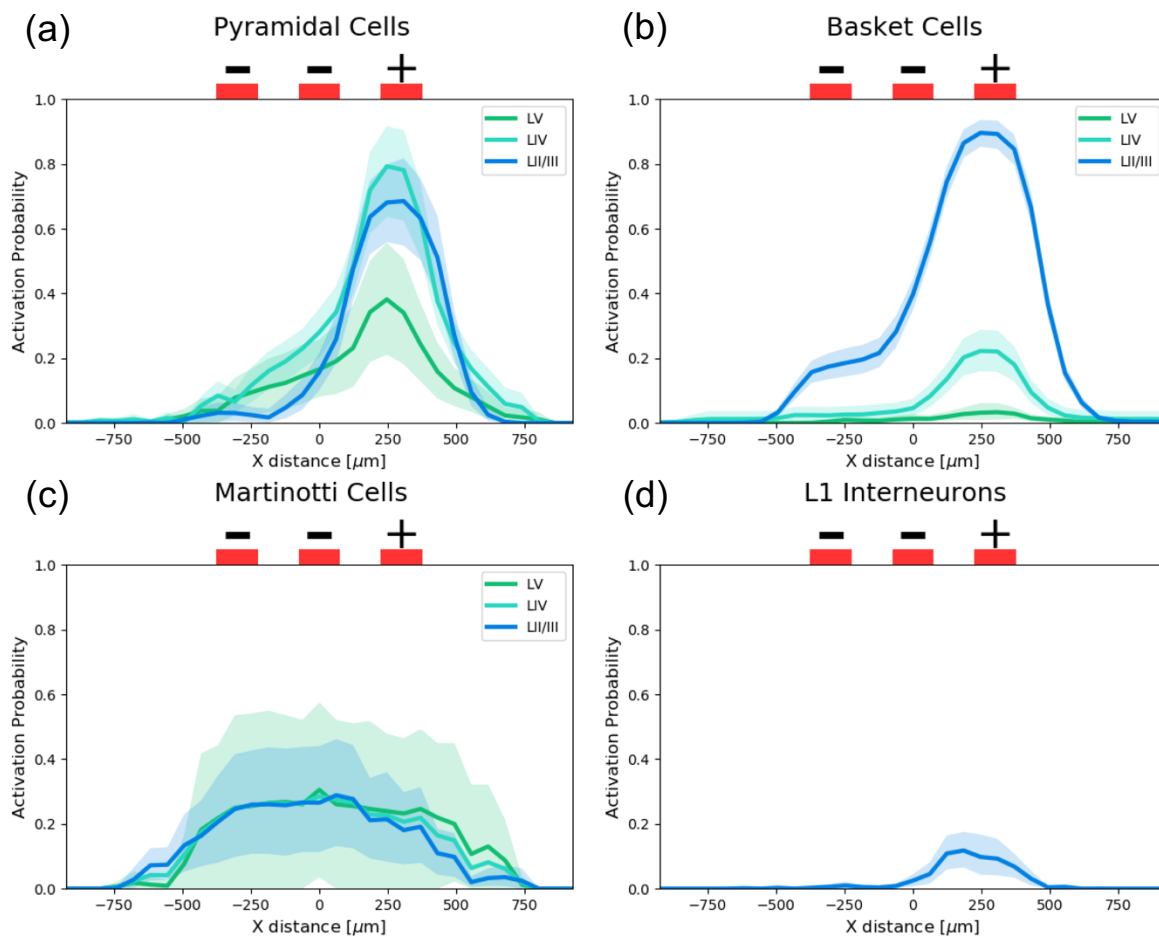 (a)
Pyramidal Cells
− − +
LV
LIV
LII/III
Activation Probability
1.0
0.8
0.6
0.4
0.2
0.0
−750 −500 −250 0 250 500 750
X distance [μm]
(b)
Basket Cells
− − +
LV
LIV
LII/III
Activation Probability
1.0
0.8
0.6
0.4
0.2
0.0
−750 −500 −250 0 250 500 750
X distance [μm]
(c)
Martinotti Cells
− − +
LV
LIV
LII/III
Activation Probability
1.0
0.8
0.6
0.4
0.2
0.0
−750 −500 −250 0 250 500 750
X distance [μm]
(d)
L1 Interneurons
− − +
Activation Probability
1.0
0.8
0.6
0.4
0.2
0.0
−750 −500 −250 0 250 500 750
X distance [μm]